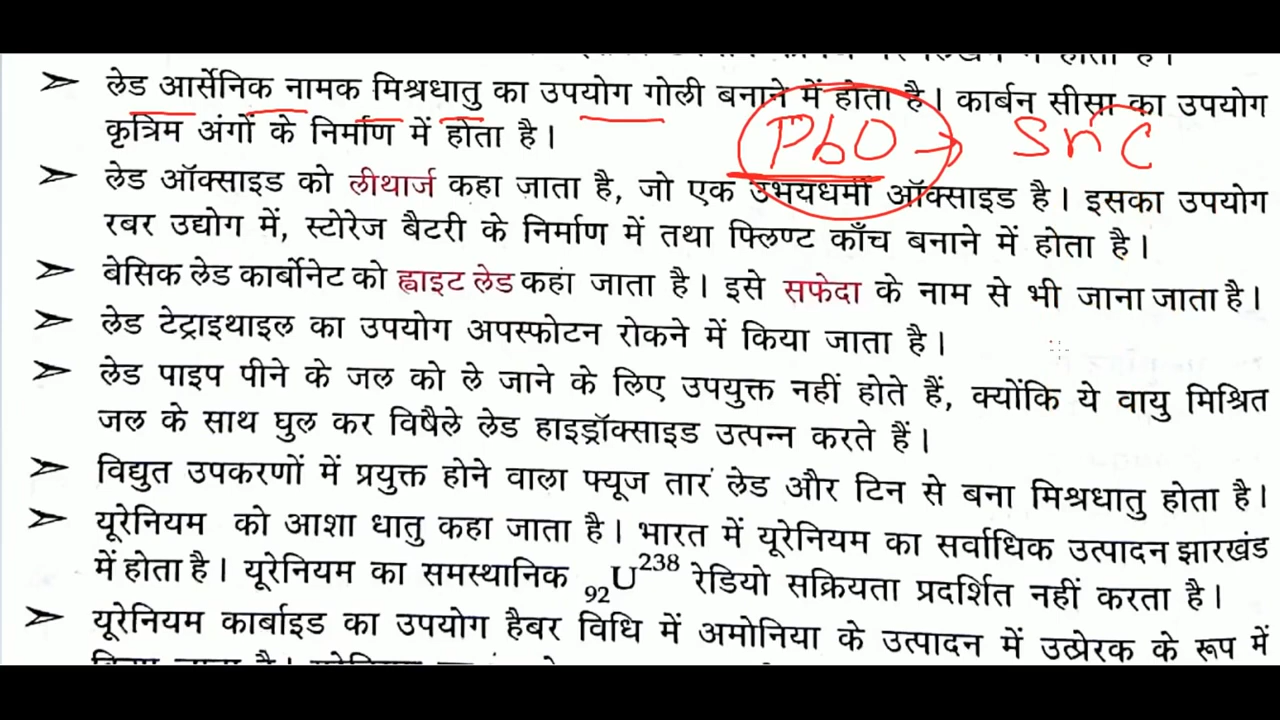 ➤ लेड आर्सेनिक नामक मिश्रधातु का उपयोग गोली बनाने में होता है। कार्बन सीसा का उपयोग
कृत्रिम अंगों के निर्माण में होता है।
PbO → SnC
➤ लेड ऑक्साइड को लीथार्ज कहा जाता है, जो एक उभयधर्मी ऑक्साइड है। इसका उपयोग
रबर उद्योग में, स्टोरेज बैटरी के निर्माण में तथा फ्लिण्ट काँच बनाने में होता है।
➤ बेसिक लेड कार्बोनेट को ह्वाइट लेड कहा जाता है। इसे सफेदा के नाम से भी जाना जाता है।
➤ लेड टेट्राइथाइल का उपयोग अपस्फोटन रोकने में किया जाता है।
➤ लेड पाइप पीने के जल को ले जाने के लिए उपयुक्त नहीं होते हैं, क्योंकि ये वायु मिश्रित
जल के साथ घुल कर विषैले लेड हाइड्रॉक्साइड उत्पन्न करते हैं।
➤ विद्युत उपकरणों में प्रयुक्त होने वाला फ्यूज तार लेड और टिन से बना मिश्रधातु होता है।
➤ यूरेनियम को आशा धातु कहा जाता है। भारत में यूरेनियम का सर्वाधिक उत्पादन झारखंड
में होता है। यूरेनियम का समस्थानिक ₉₂U²³⁸ रेडियो सक्रियता प्रदर्शित नहीं करता है।
➤ यूरेनियम कार्बाइड का उपयोग हैबर विधि में अमोनिया के उत्पादन में उत्प्रेरक के रूप में